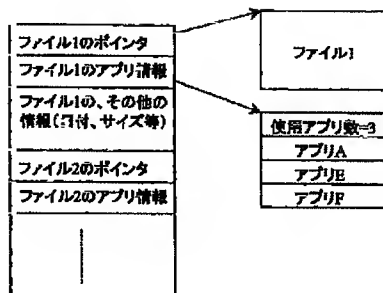 ファイル1のポインタ
ファイル1のアプリ情報
ファイル1の、その他の
情報(日付、サイズ等)
ファイル2のポインタ
ファイル2のアプリ情報
ファイル1
使用アプリ数=3
アプリA
アプリE
アプリF